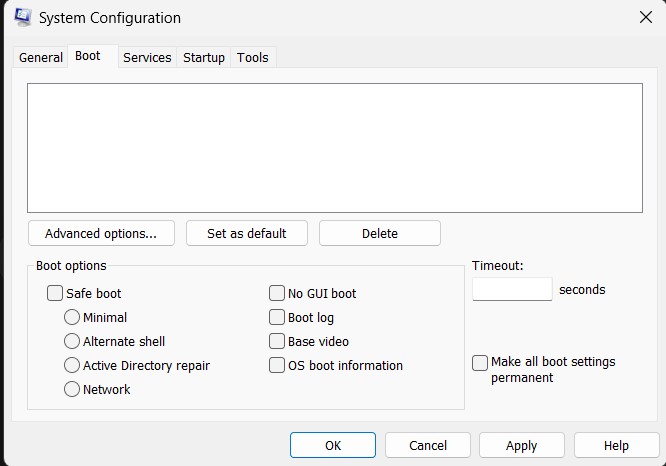 System Configuration
General Boot Services Startup Tools
Advanced options... Set as default Delete
Boot options
Timeout:
Safe boot No GUI boot seconds
Minimal Boot log
Alternate shell Base video
Active Directory repair OS boot information Make all boot settings
permanent
Network
OK Cancel Apply Help